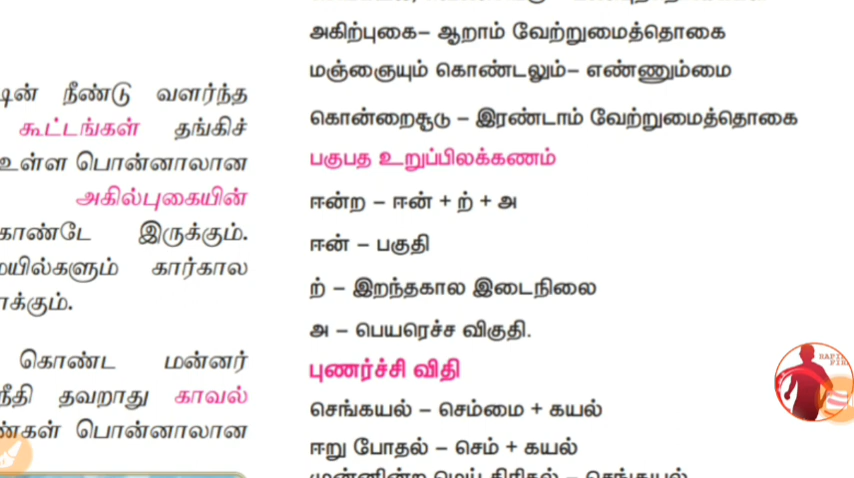 டின் நீண்டு வளர்ந்த
கூட்டங்கள் தங்கிச்
உள்ள பொன்னாலான
அகில்புகையின்
காண்டே இருக்கும்.
மயில்களும் கார்கால
ாக்கும்.
கொண்ட மன்னர்
நீதி தவறாது காவல்
ண்கள் பொன்னாலான
அகிற்புகை– ஆறாம் வேற்றுமைத்தொகை
மஞ்ஞையும் கொண்டலும்– எண்ணும்மை
கொன்றைசூடு – இரண்டாம் வேற்றுமைத்தொகை
பகுபத உறுப்பிலக்கணம்
ஈன்ற – ஈன் + ற் + அ
ஈன் – பகுதி
ற் – இறந்தகால இடைநிலை
அ – பெயரெச்ச விகுதி.
புணர்ச்சி விதி
செங்கயல் – செம்மை + கயல்
ஈறு போதல் – செம் + கயல்
முன்னின்ற மெய் திரிதல் – செங்கயல்